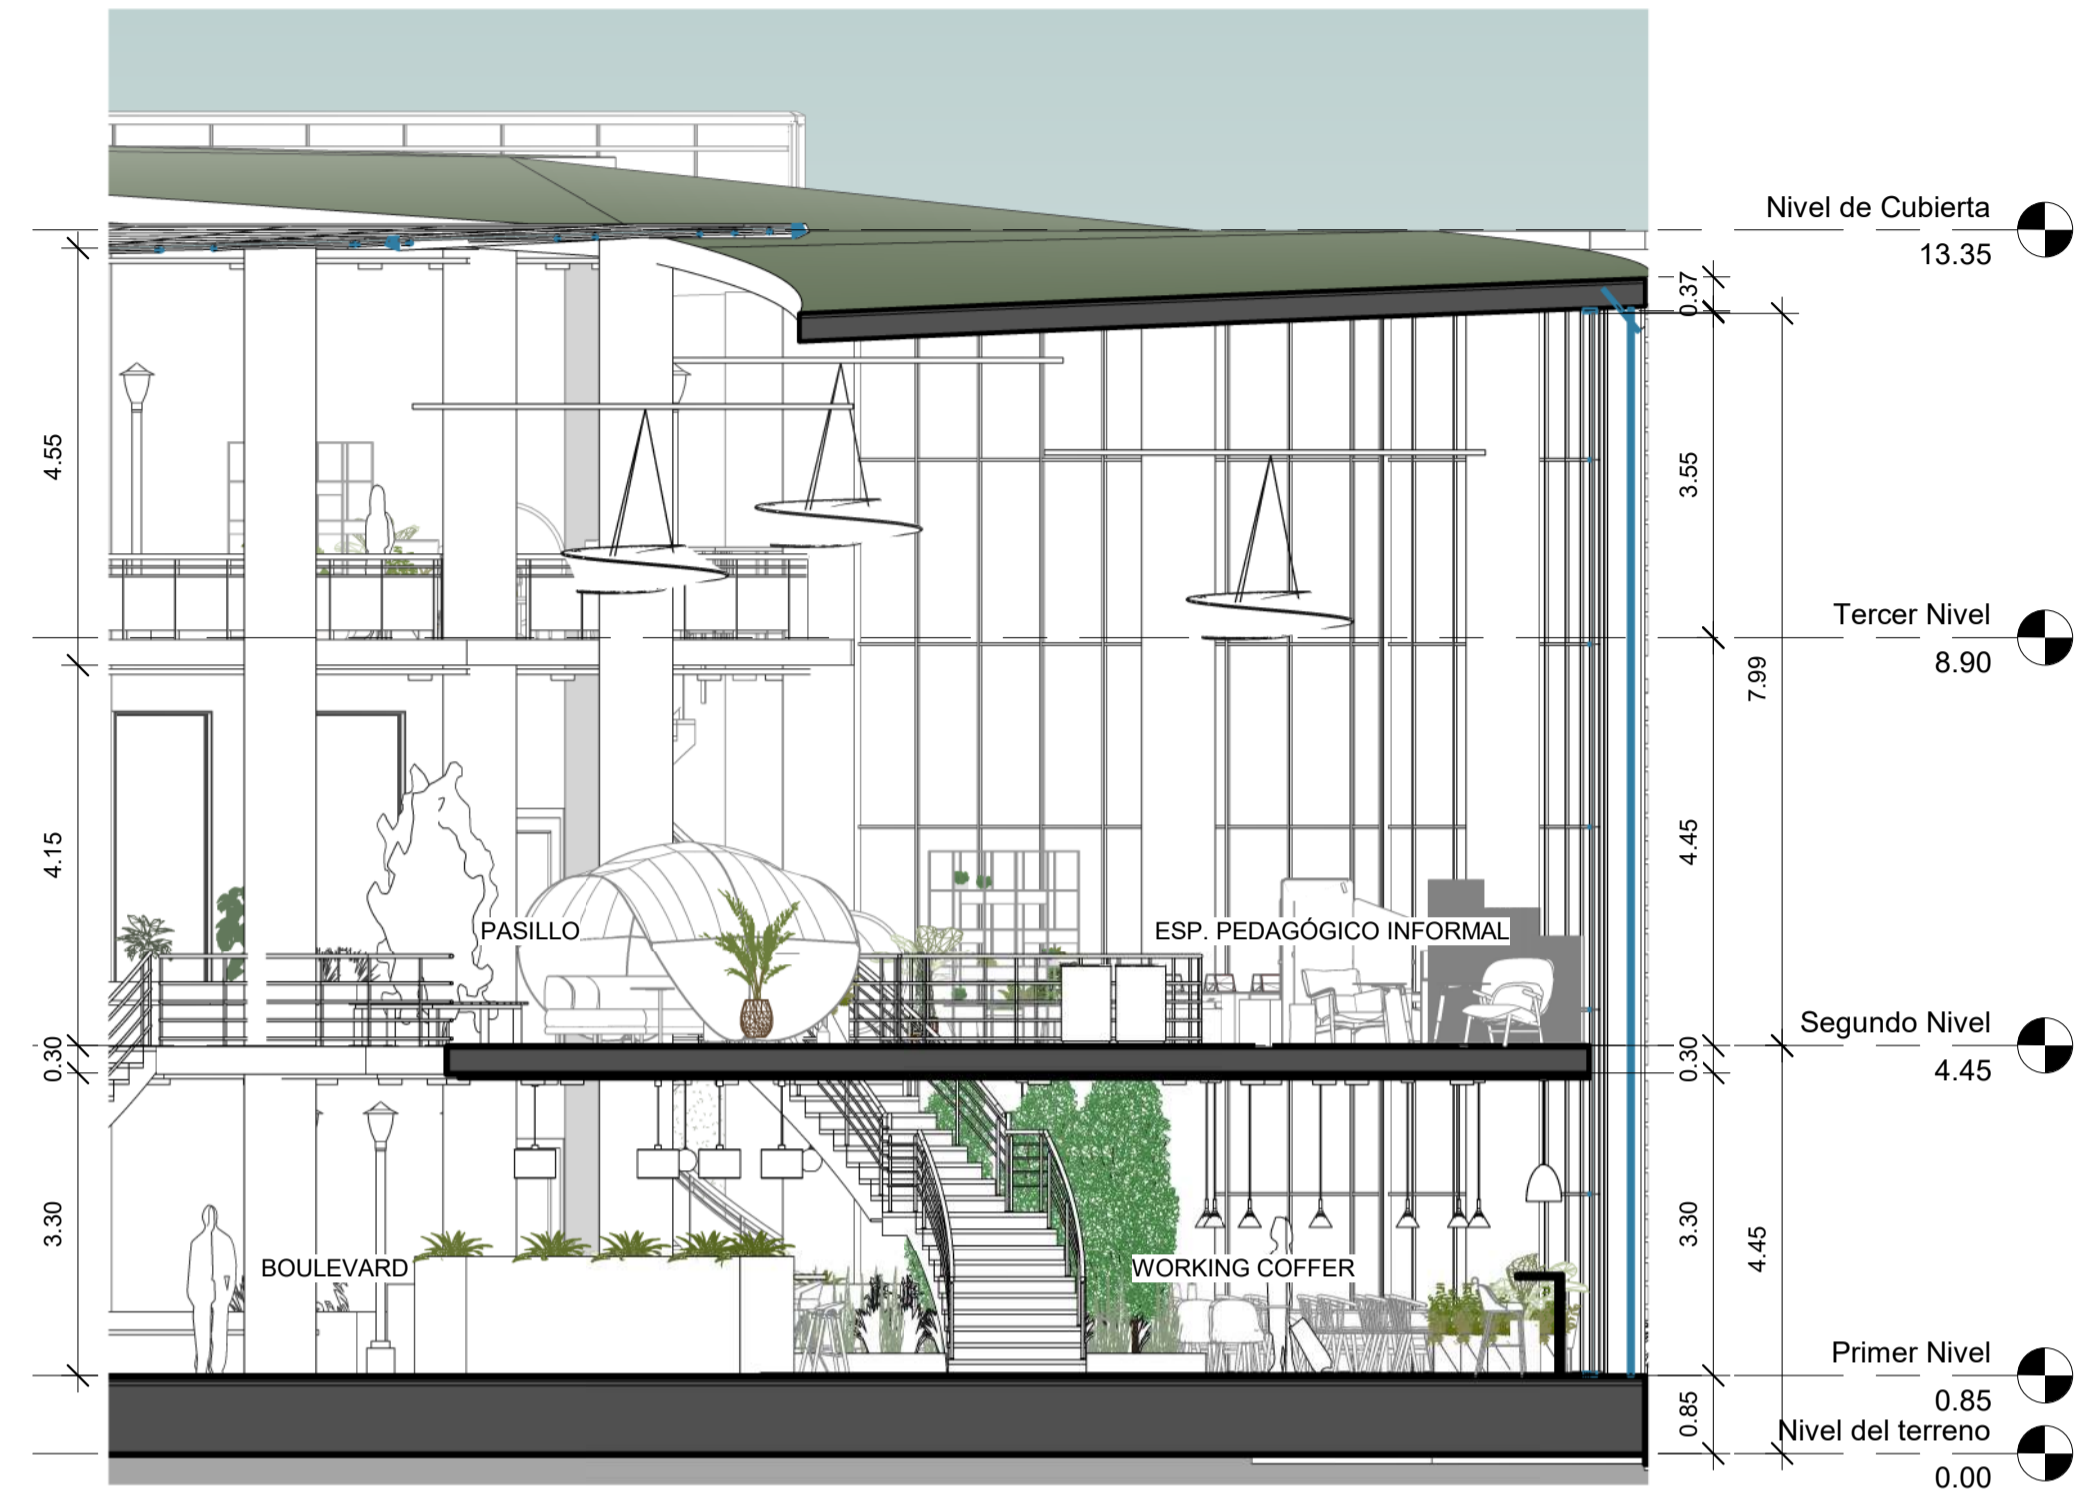 Nivel de Cubierta
13.35
0.37
4.55
3.55
Tercer Nivel
8.90
7.99
4.15
4.45
PASILLO
ESP. PEDAGÓGICO INFORMAL
Segundo Nivel
4.45
0.30
0.30
3.30
3.30
4.45
BOULEVARD
WORKING COFFER
Primer Nivel
0.85
0.85
Nivel del terreno
0.00